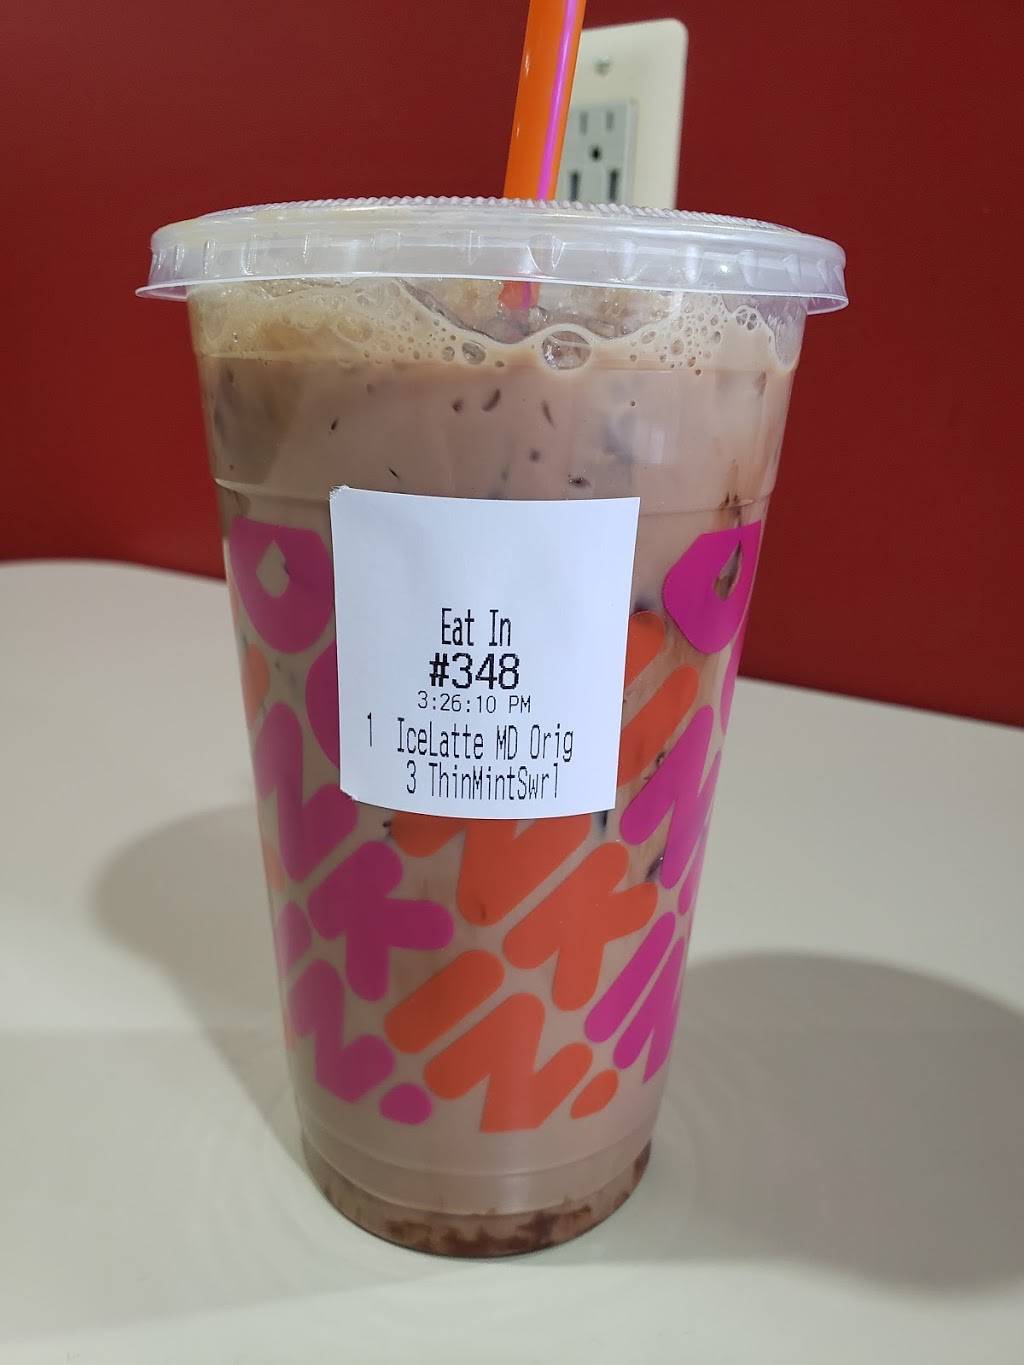 Eat In
#348
3:26:10 PM
1 IceLatte MD Orig
3 ThinMintSwrl